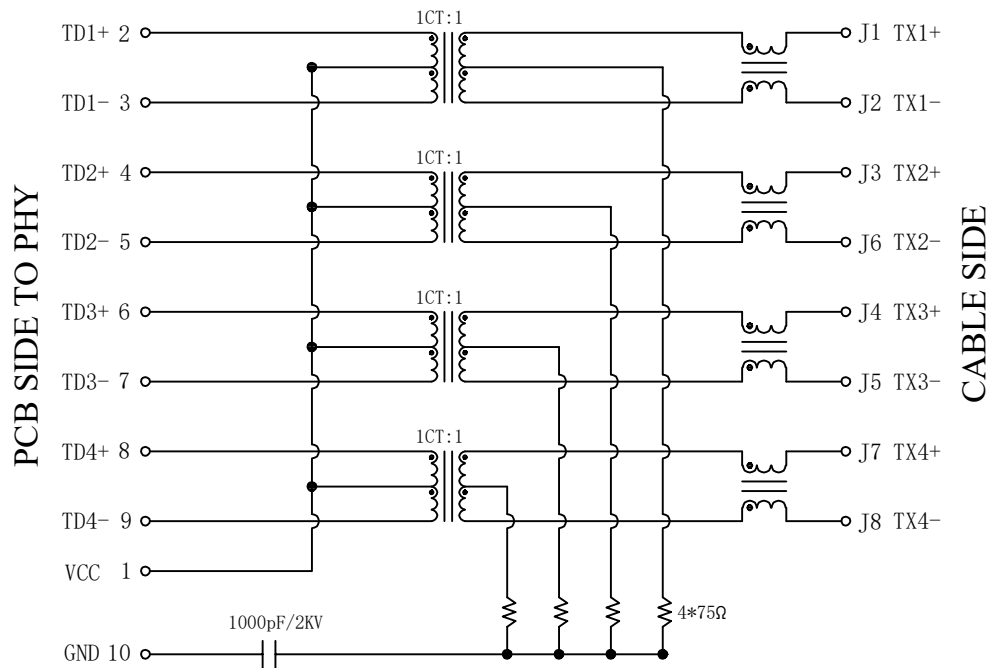 1CT:1
TD1+ 2
J1 TX1+
TD1- 3
J2 TX1-
1CT:1
TD2+ 4
J3 TX2+
TD2- 5
J6 TX2-
1CT:1
TD3+ 6
J4 TX3+
TD3- 7
J5 TX3-
1CT:1
TD4+ 8
J7 TX4+
TD4- 9
J8 TX4-
VCC 1
4*75Ω
1000pF/2KV
GND 10
PCB SIDE TO PHY
CABLE SIDE